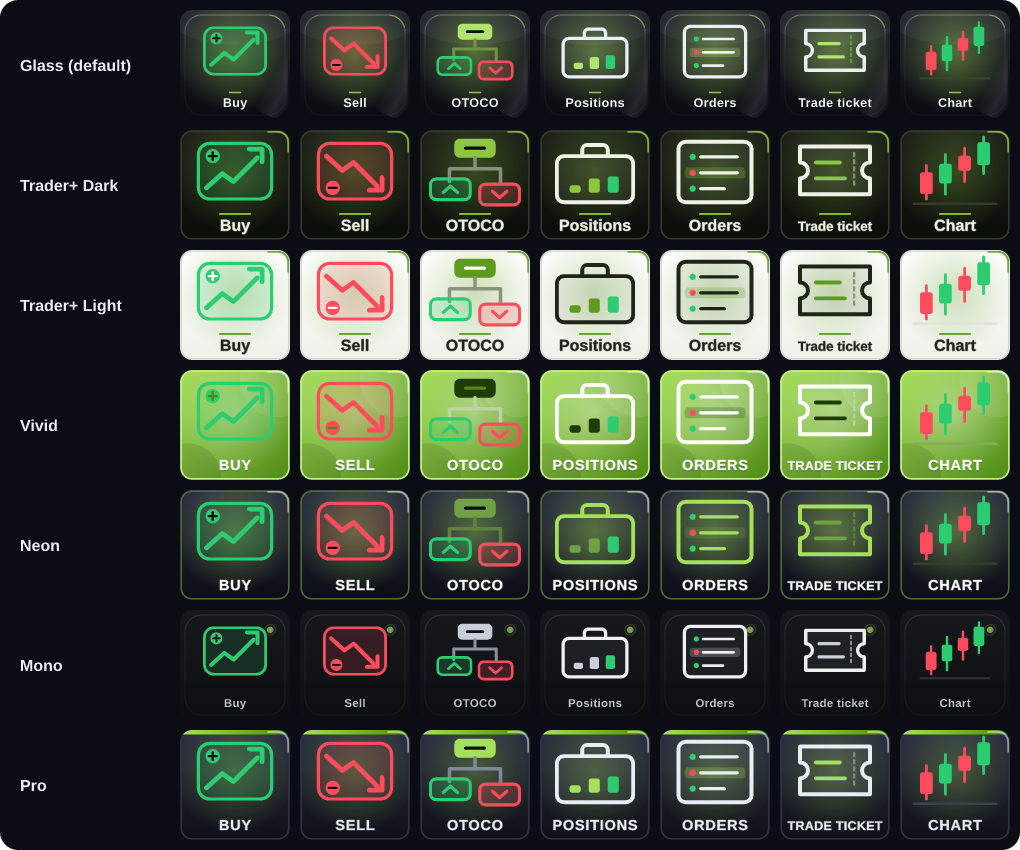 Glass (default)
Buy Sell OTOCO Positions Orders Trade ticket Chart
Trader+ Dark
Buy Sell OTOCO Positions Orders Trade ticket Chart
Trader+ Light
Buy Sell OTOCO Positions Orders Trade ticket Chart
Vivid
BUY SELL OTOCO POSITIONS ORDERS TRADE TICKET CHART
Neon
BUY SELL OTOCO POSITIONS ORDERS TRADE TICKET CHART
Mono
Buy Sell OTOCO Positions Orders Trade ticket Chart
Pro
BUY SELL OTOCO POSITIONS ORDERS TRADE TICKET CHART